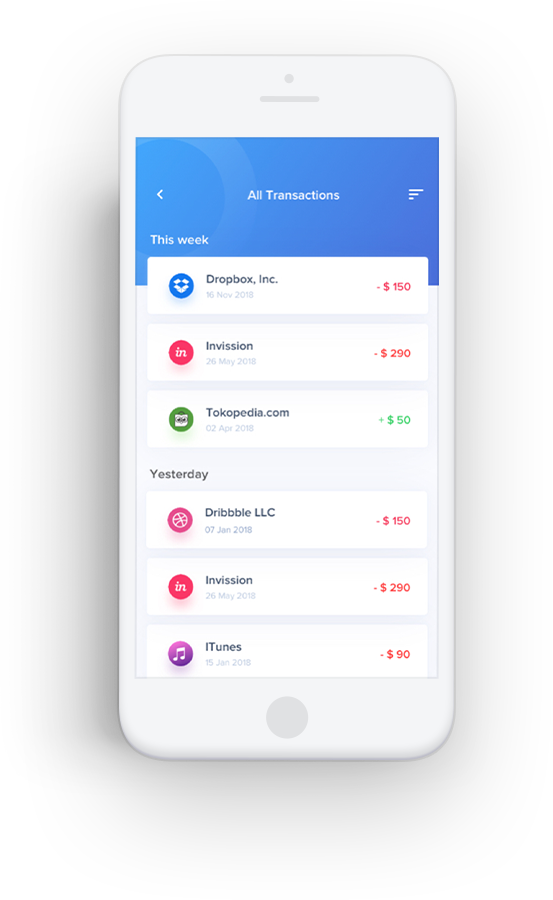 All Transactions
This week
Dropbox, Inc.
- $ 150
16 Nov 2018
in
Invission
- $ 290
26 May 2018
Tokopedia.com
+ $ 50
02 Apr 2018
Yesterday
Dribbble LLC
- $ 150
07 Jan 2018
in
Invission
- $ 290
26 May 2018
ITunes
- $ 90
15 Jan 2018